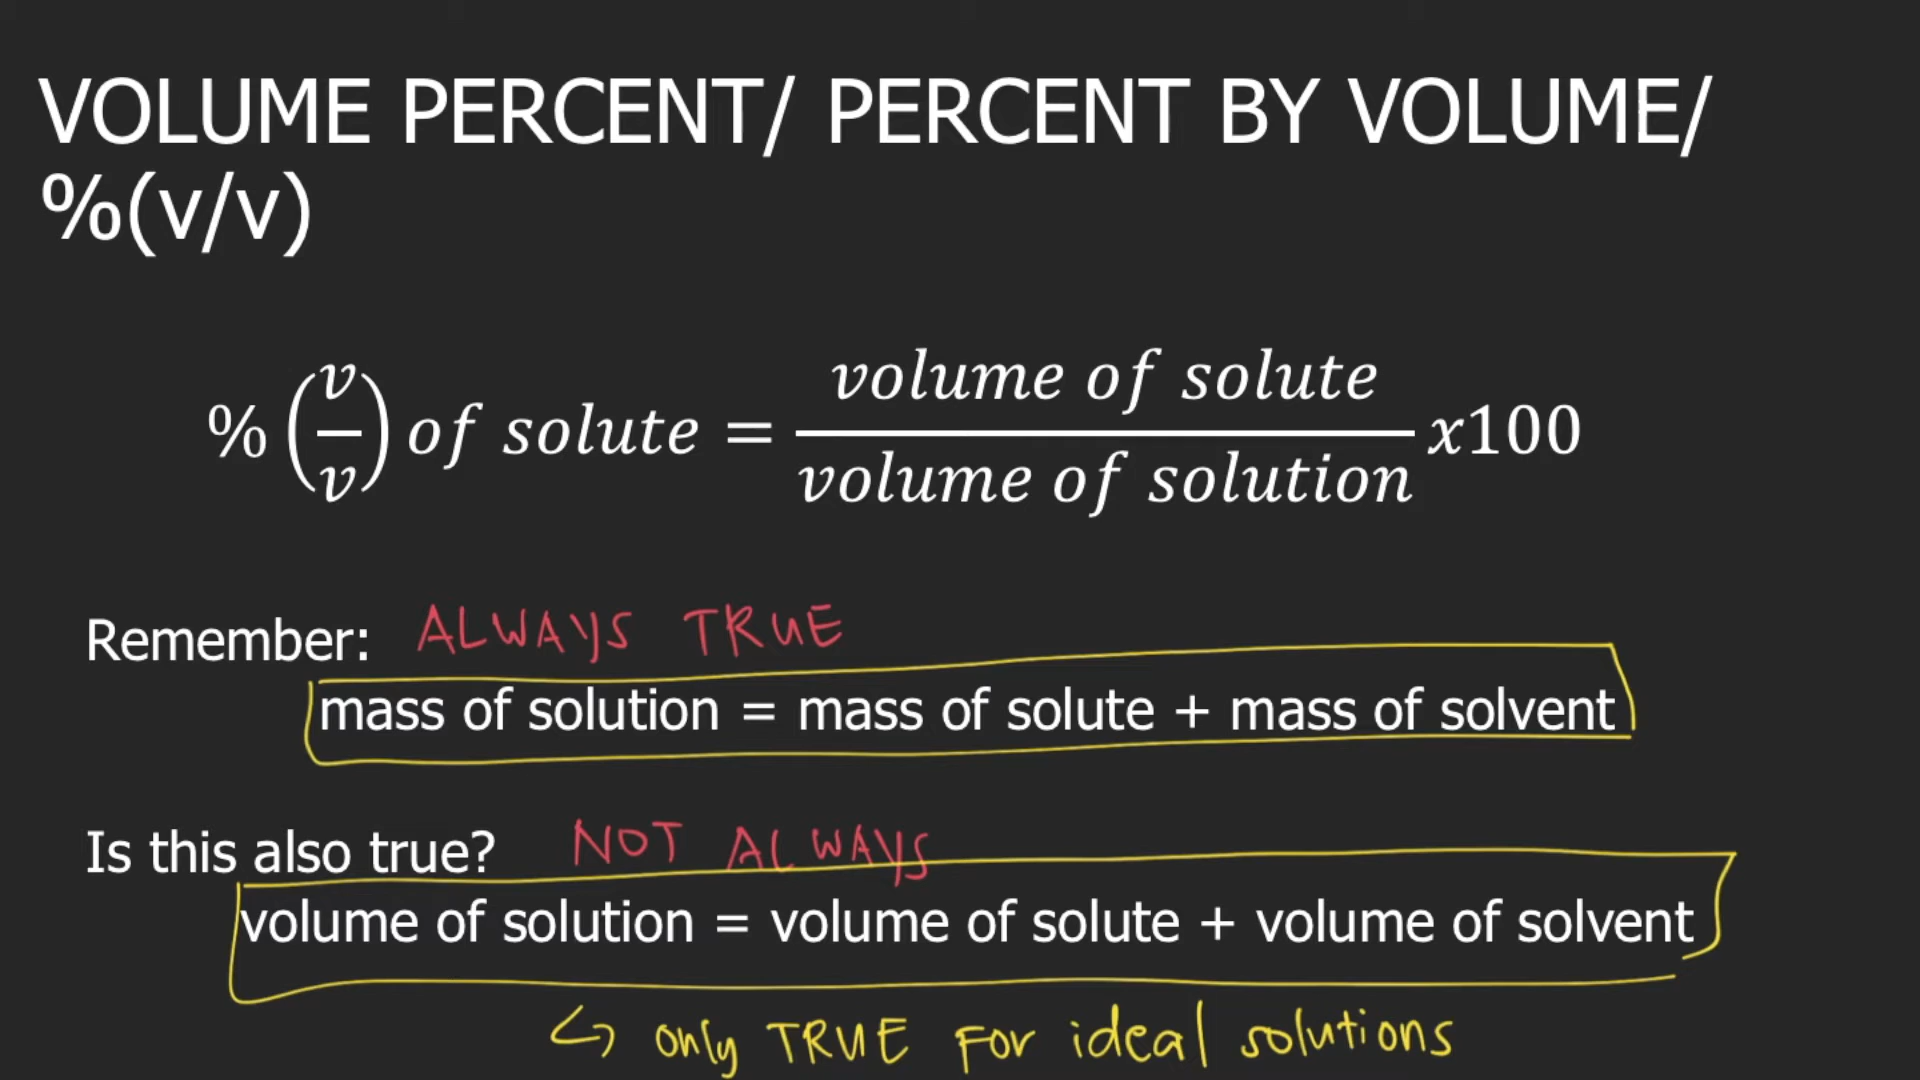 VOLUME PERCENT/ PERCENT BY VOLUME/
%(v/v)
% (v/v) of solute = volume of solute / volume of solution x100
Remember: ALWAYS TRUE
mass of solution = mass of solute + mass of solvent
Is this also true? NOT ALWAYS
volume of solution = volume of solute + volume of solvent
↪ only TRUE FOR ideal solutions